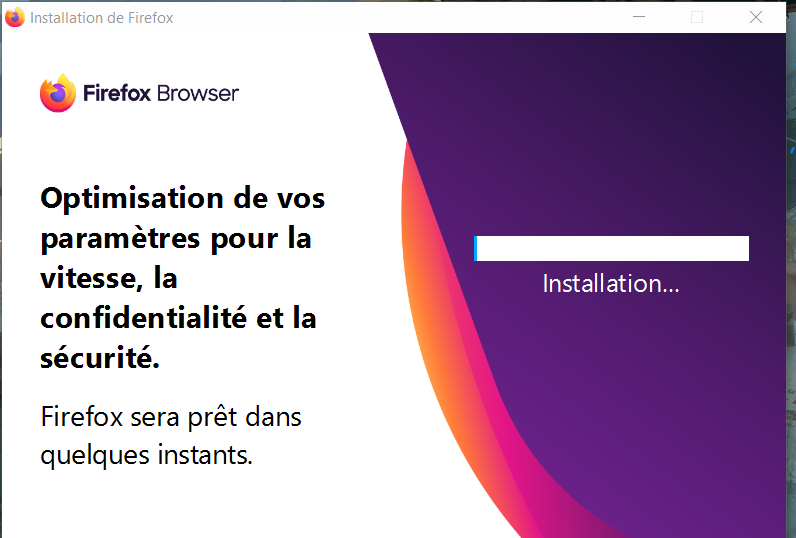 Installation de Firefox
Firefox Browser
Optimisation de vos
paramètres pour la
vitesse, la
confidentialité et la
sécurité.
Firefox sera prêt dans
quelques instants.
Installation...